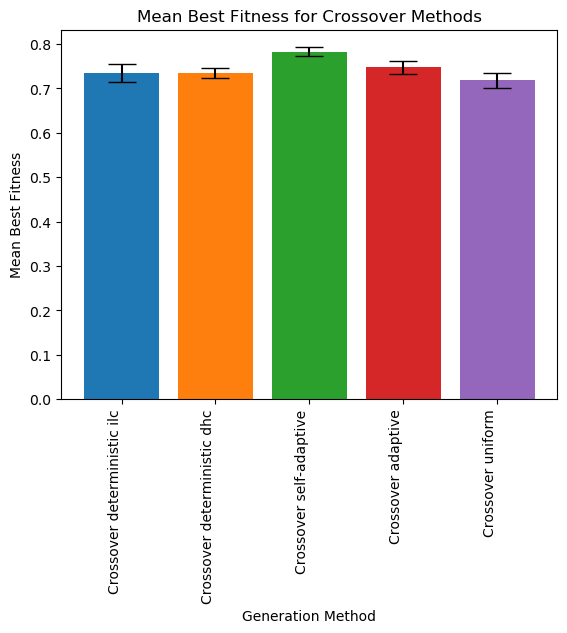 Mean Best Fitness for Crossover Methods
Mean Best Fitness
0.8
0.7
0.6
0.5
0.4
0.3
0.2
0.1
0.0
Crossover deterministic ilc
Crossover deterministic dhc
Crossover self-adaptive
Crossover adaptive
Crossover uniform
Generation Method